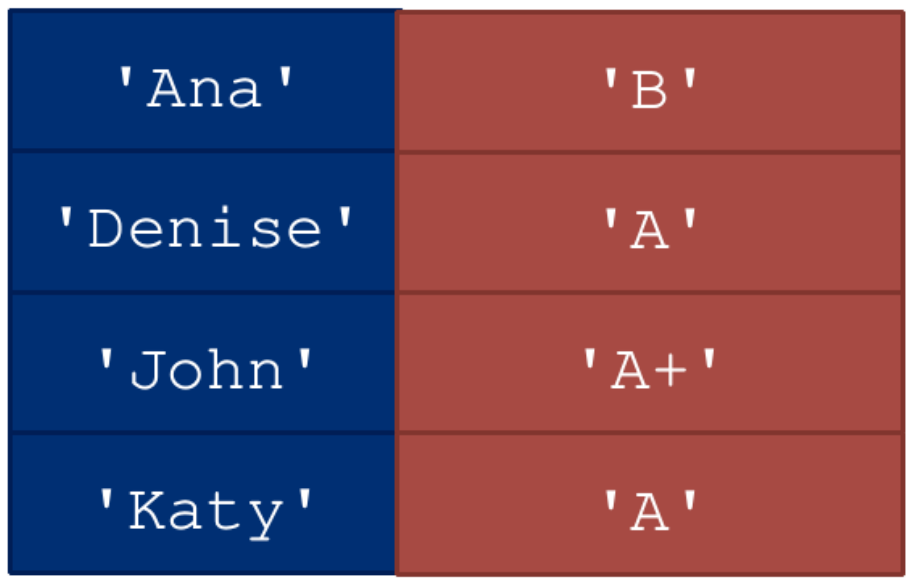 'Ana' 'B'
'Denise' 'A'
'John' 'A+'
'Katy' 'A'